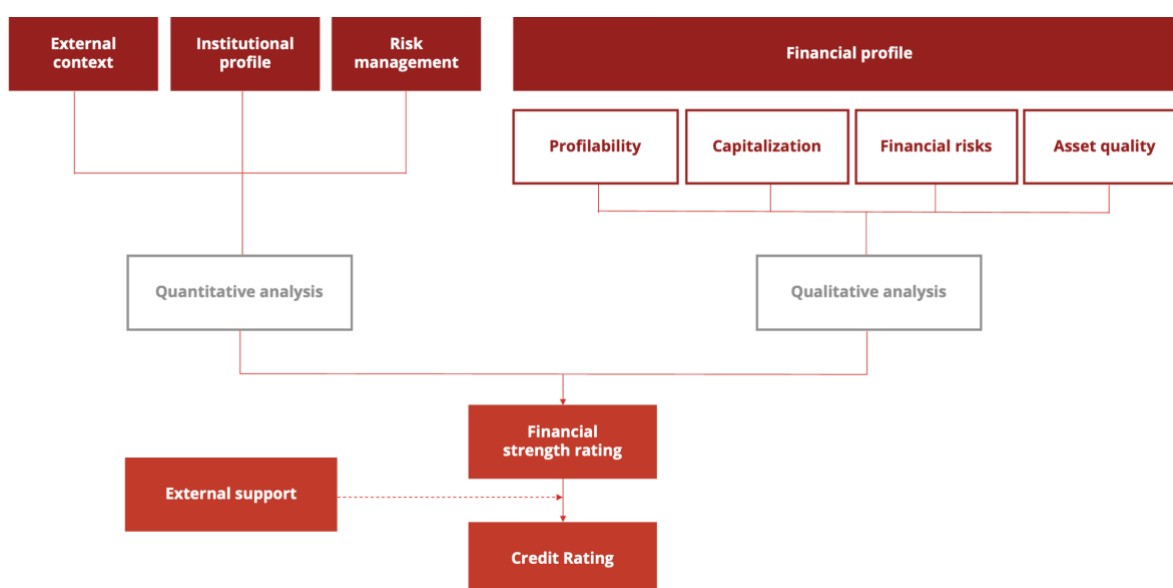 External
context
Institutional
profile
Risk
management
Financial profile
Profilability
Capitalization
Financial risks
Asset quality
Quantitative analysis
Qualitative analysis
Financial
strength rating
External support
Credit Rating